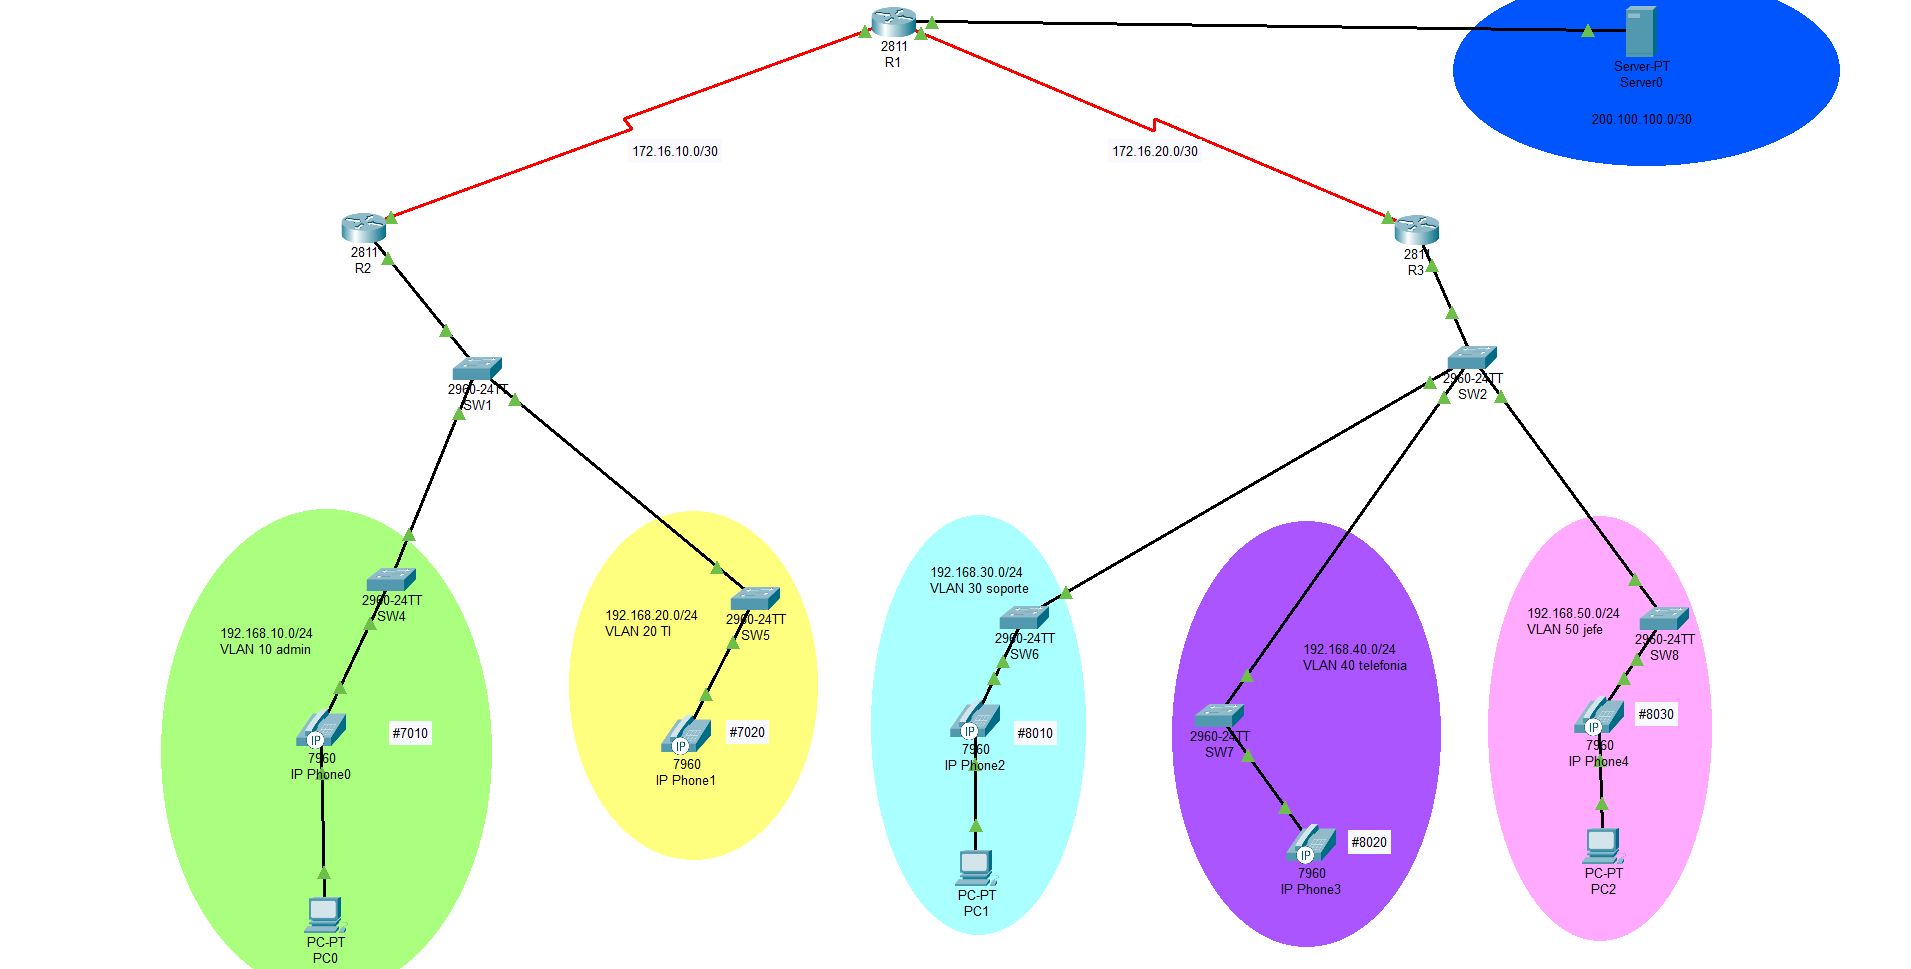 2811
R1
Server-PT
Server0
200.100.100.0/30
172.16.10.0/30
172.16.20.0/30
2811
R2
2811
R3
2960-24TT
SW1
2960-24TT
SW2
192.168.10.0/24
VLAN 10 admin
2960-24TT
SW4
#7010
7960
IP Phone0
IP
PC-PT
PC0
192.168.20.0/24
VLAN 20 TI
2960-24TT
SW5
#7020
IP
7960
IP Phone1
192.168.30.0/24
VLAN 30 soporte
2960-24TT
SW6
#8010
IP
7960
IP Phone2
PC-PT
PC1
192.168.40.0/24
VLAN 40 telefonia
2960-24TT
SW7
#8020
IP
7960
IP Phone3
192.168.50.0/24
VLAN 50 jefe
2960-24TT
SW8
#8030
IP
7960
IP Phone4
PC-PT
PC2